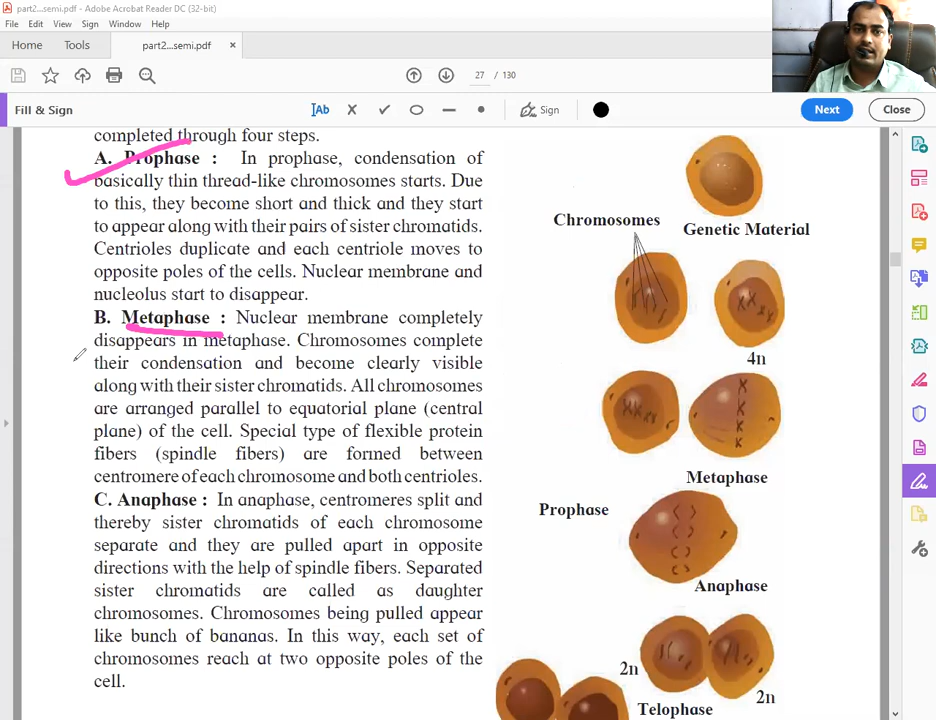 part2...semi.pdf - Adobe Acrobat Reader DC (32-bit)
File Edit View Sign Window Help
Home Tools part2...semi.pdf ×
27 / 130
Fill & Sign Ab Sign Next Close
completed through four steps.
A. Prophase : In prophase, condensation of
basically thin thread-like chromosomes starts. Due
to this, they become short and thick and they start
to appear along with their pairs of sister chromatids.
Centrioles duplicate and each centriole moves to
opposite poles of the cells. Nuclear membrane and
nucleolus start to disappear.
B. Metaphase : Nuclear membrane completely
disappears in metaphase. Chromosomes complete
their condensation and become clearly visible
along with their sister chromatids. All chromosomes
are arranged parallel to equatorial plane (central
plane) of the cell. Special type of flexible protein
fibers (spindle fibers) are formed between
centromere of each chromosome and both centrioles.
C. Anaphase : In anaphase, centromeres split and
thereby sister chromatids of each chromosome
separate and they are pulled apart in opposite
directions with the help of spindle fibers. Separated
sister chromatids are called as daughter
chromosomes. Chromosomes being pulled appear
like bunch of bananas. In this way, each set of
chromosomes reach at two opposite poles of the
cell.
Chromosomes
Genetic Material
4n
Metaphase
Prophase
Anaphase
2n
2n
Telophase